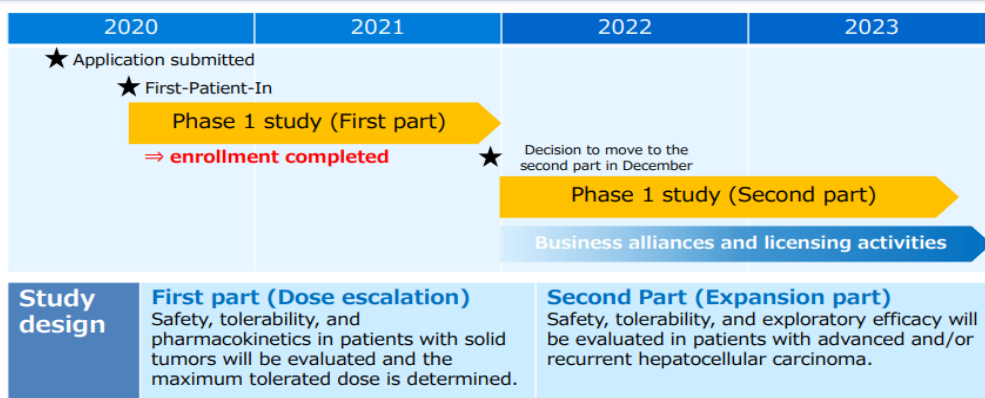 2020 2021 2022 2023
★ Application submitted
★ First-Patient-In
Phase 1 study (First part)
⇒ enrollment completed
★ Decision to move to the
second part in December
Phase 1 study (Second part)
Business alliances and licensing activities
Study
design
First part (Dose escalation)
Safety, tolerability, and
pharmacokinetics in patients with solid
tumors will be evaluated and the
maximum tolerated dose is determined.
Second Part (Expansion part)
Safety, tolerability, and exploratory efficacy will
be evaluated in patients with advanced and/or
recurrent hepatocellular carcinoma.